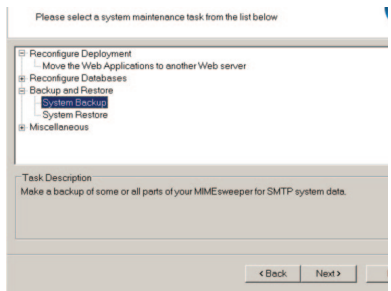 Please select a system maintenance task from the list below
Reconfigure Deployment
Move the Web Applications to another Web server
Reconfigure Databases
Backup and Restore
System Backup
System Restore
Miscellaneous
Task Description
Make a backup of some or all parts of your MIMEsweeper for SMTP system data.
< Back
Next >